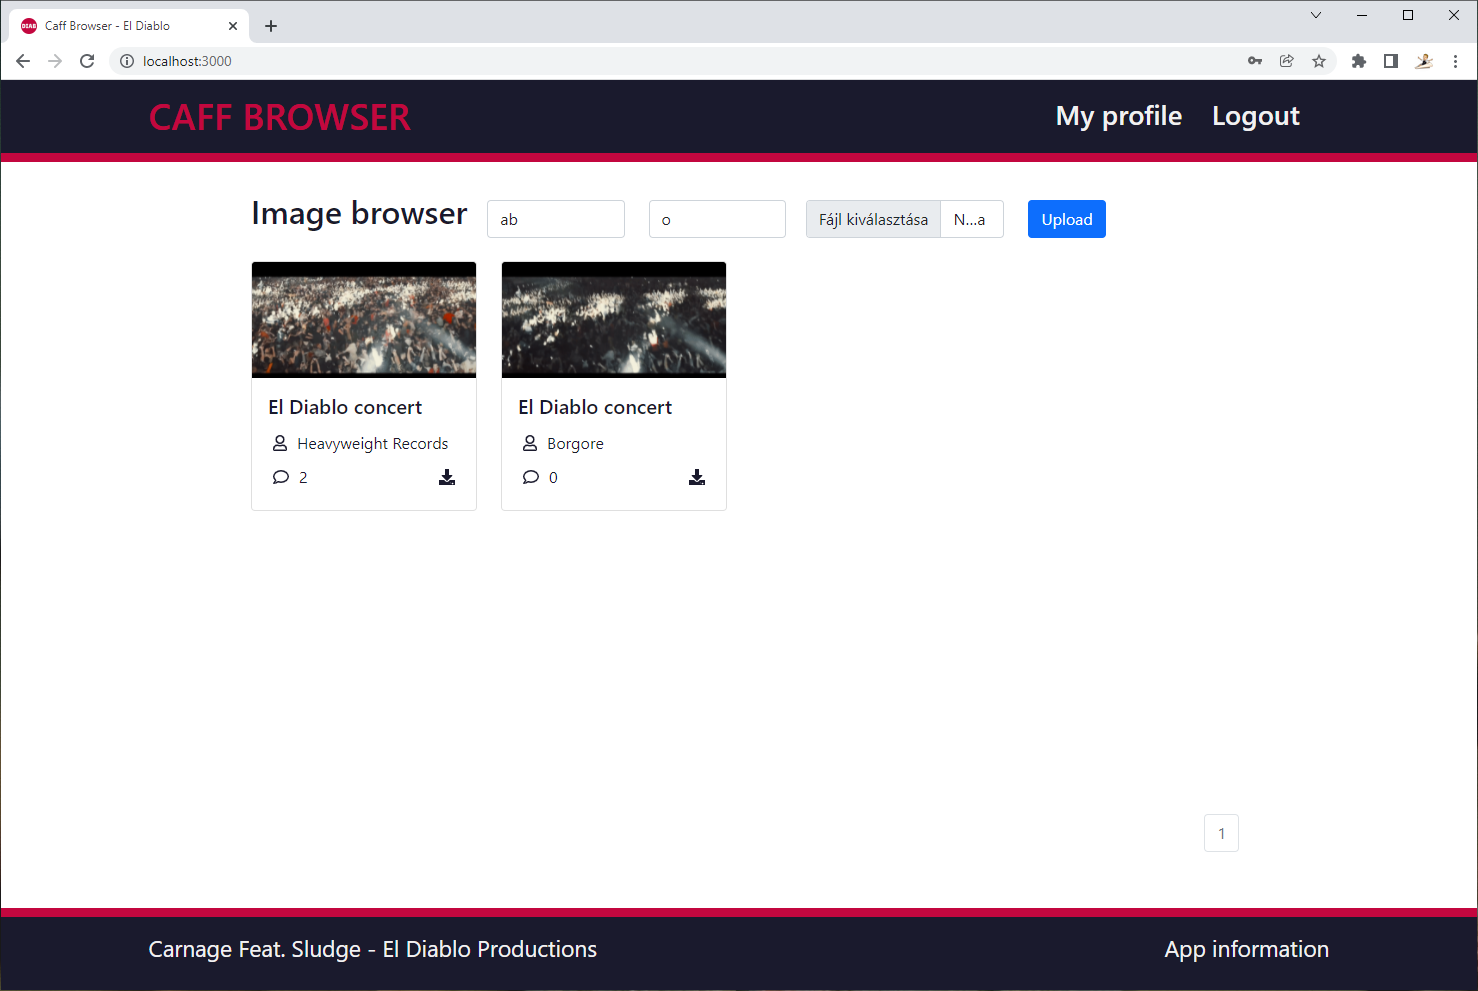 DIAB
Caff Browser - El Diablo
localhost:3000
CAFF BROWSER
My profile
Logout
Image browser
ab
o
Fájl kiválasztása
N...a
Upload
El Diablo concert
Heavyweight Records
2
El Diablo concert
Borgore
0
1
Carnage Feat. Sludge - El Diablo Productions
App information